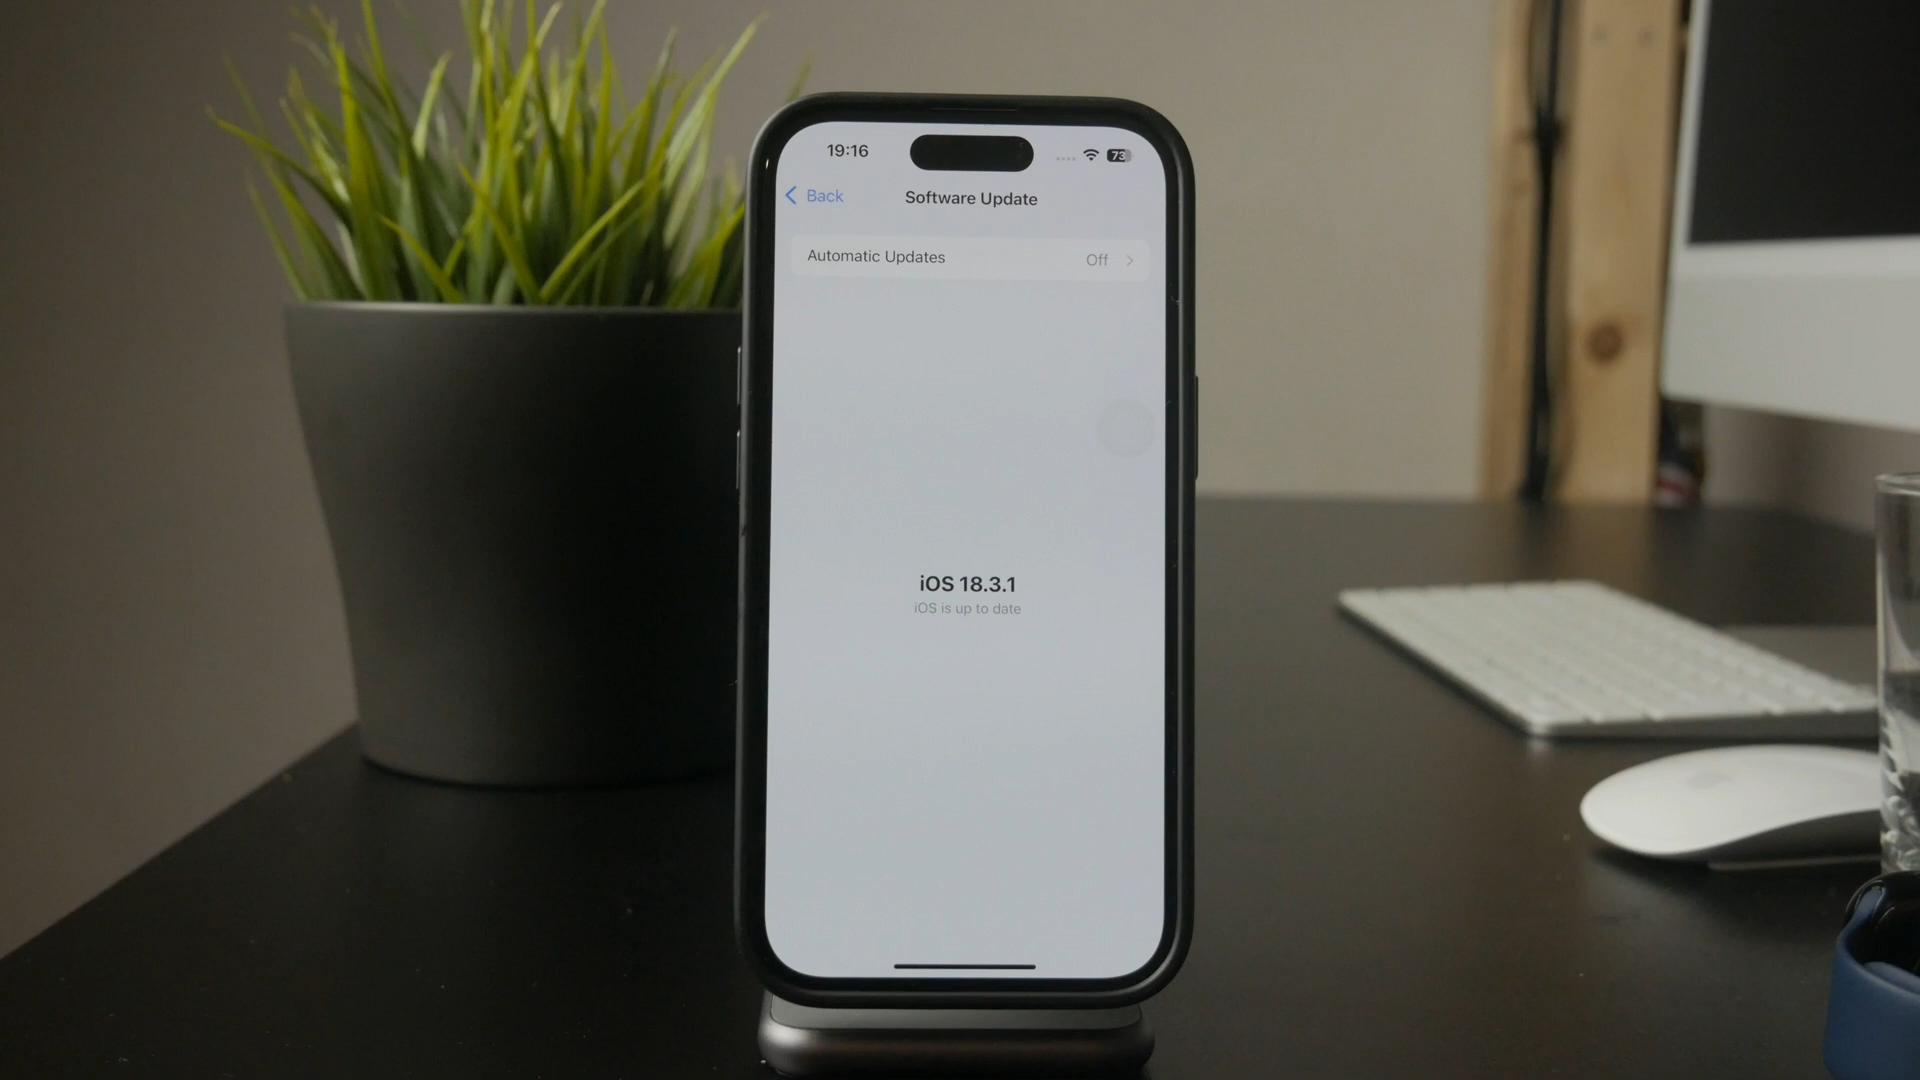 19:16
73
Back
Software Update
Automatic Updates
Off
iOS 18.3.1
iOS is up to date